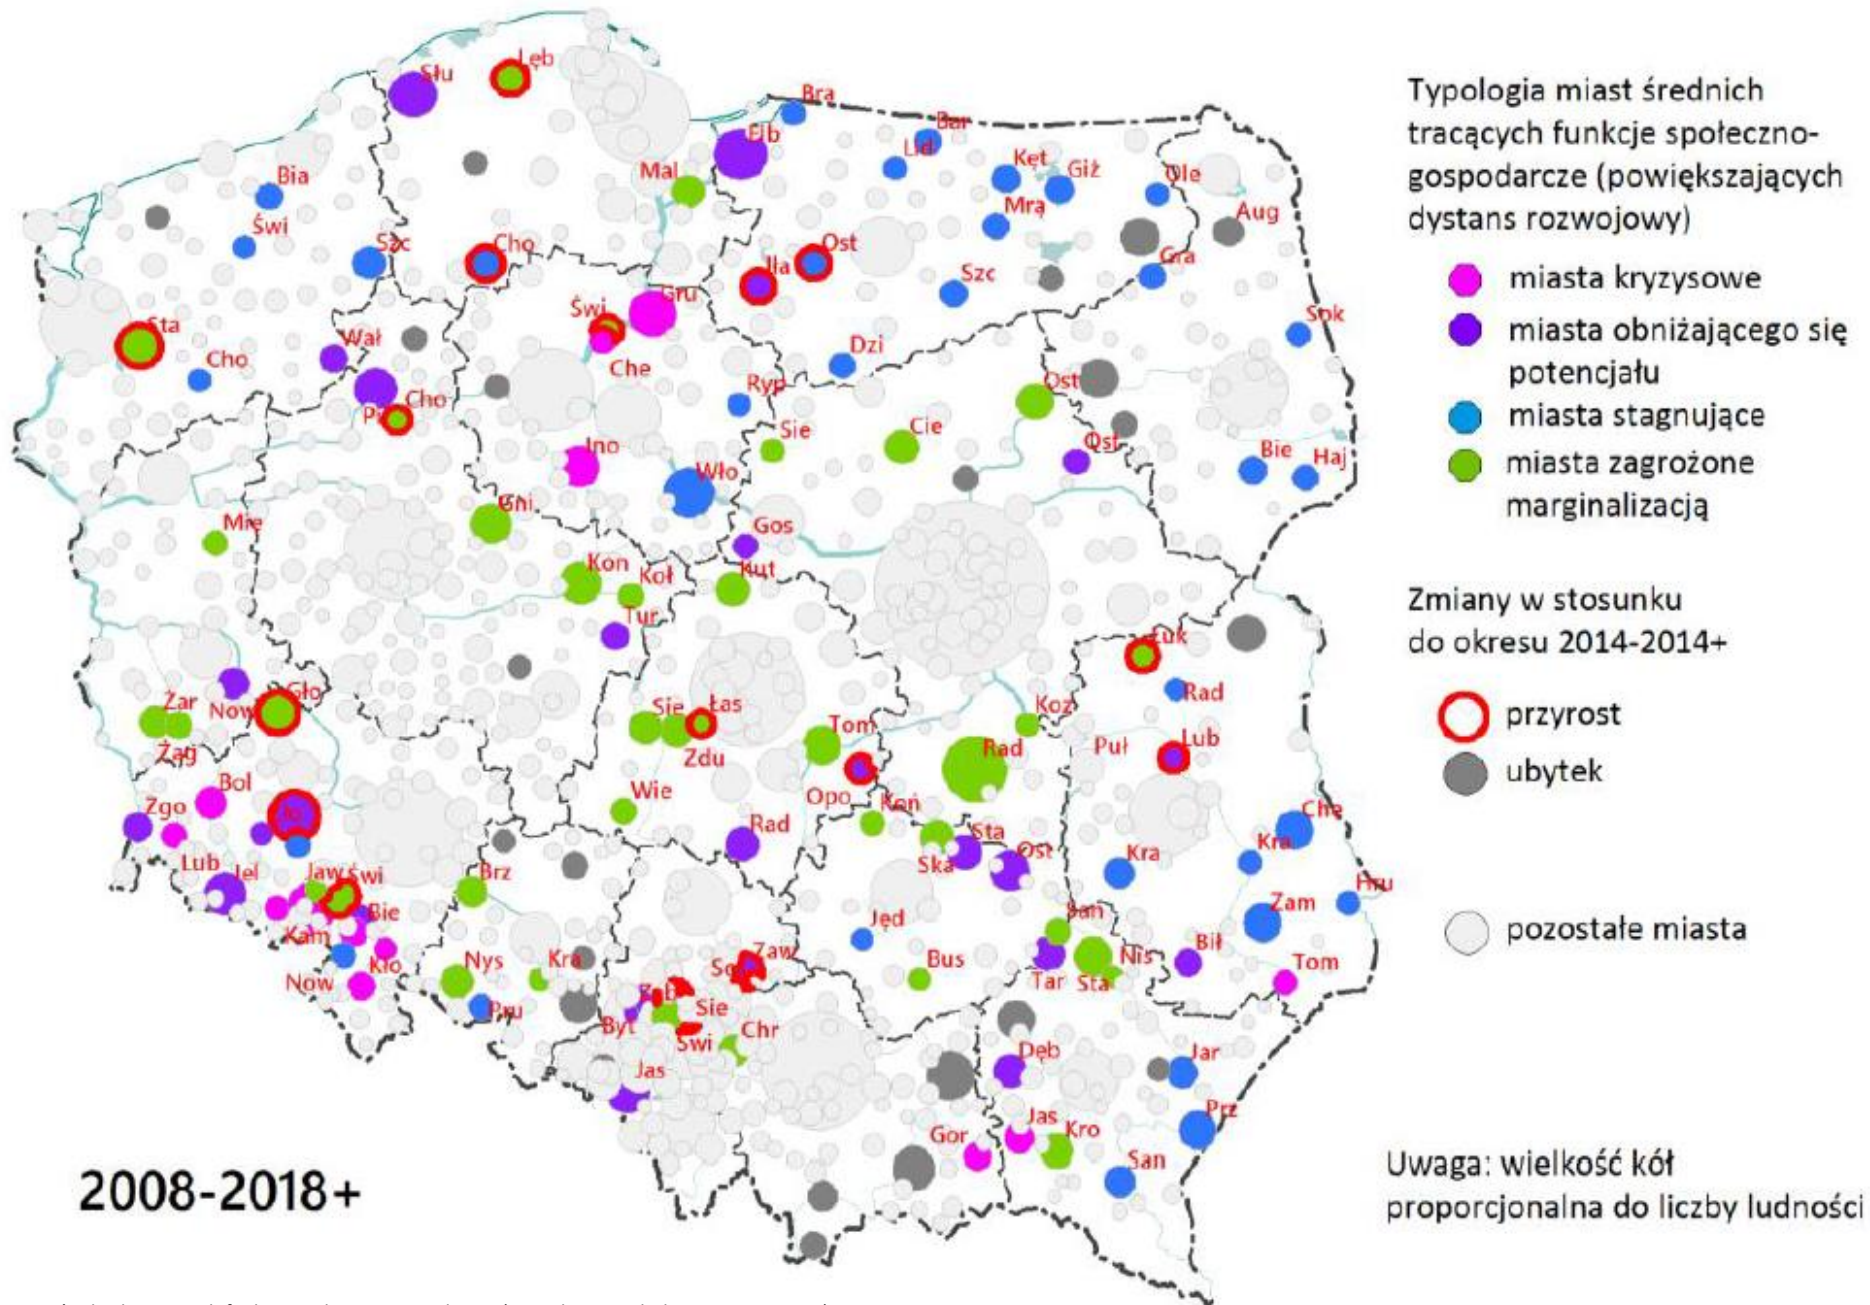 Słu
Lęb
Bra
Elb
Bar
Lid
Mal
Kęt
Giż
Ole
Mrą
Aug
Bia
Świ
Szc
Cho
Iła
Ost
Szc
Gra
Sta
Wał
Świ
Gru
Sok
Cho
Che
Dzi
Cho
Ryp
Ost
Sie
Cie
Ost
Bie
Haj
Ino
Wło
Mię
Gni
Gos
Kon
Koł
Kut
Tur
Łuk
Rad
Żar
Now
Gło
Sie
Łas
Koz
Żag
Zdu
Tom
Rad
Puł
Lub
Bol
Wie
Opo
Koń
Zgo
Rad
Sta
Che
Lub
Jel
Jaw
Świ
Brz
Ska
Ost
Kra
Kra
Bie
Jęd
San
Zam
Hru
Kam
Kło
Nys
Kra
Zaw
Bus
Tar
Sta
Nis
Bił
Tom
Now
Pru
Sie
Byt
Świ
Chr
Jas
Dęb
Jar
Gor
Jas
Kro
Prz
San
2008-2018+
Typologia miast średnich
tracących funkcje społeczno-
gospodarcze (powiększających
dystans rozwojowy)
miasta kryzysowe
miasta obniżającego się
potencjału
miasta stagnujące
miasta zagrożone
marginalizacją
Zmiany w stosunku
do okresu 2014-2014+
przyrost
ubytek
pozostałe miasta
Uwaga: wielkość kół
proporcjonalna do liczby ludności